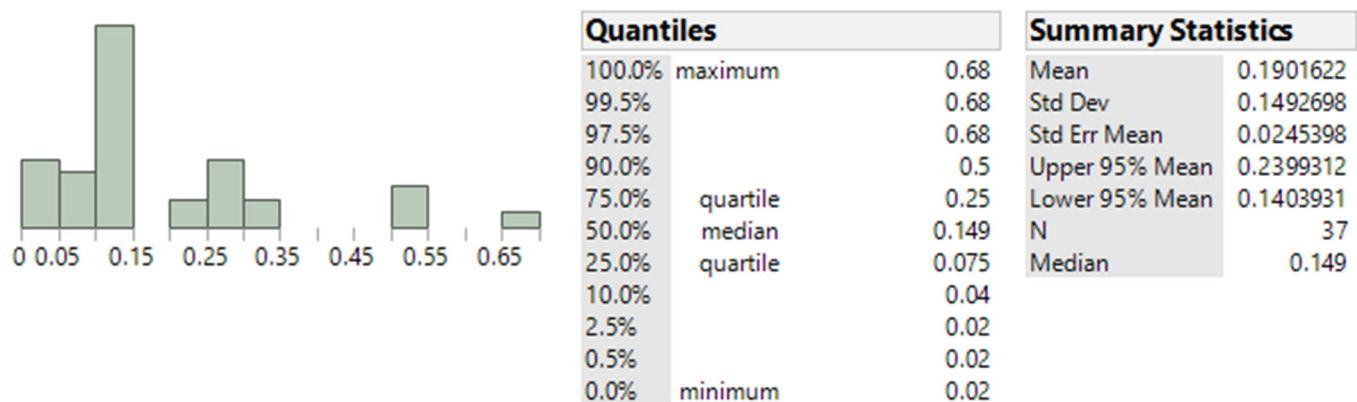 0 0.05 0.15 0.25 0.35 0.45 0.55 0.65
Quantiles
100.0% maximum 0.68
99.5% 0.68
97.5% 0.68
90.0% 0.5
75.0% quartile 0.25
50.0% median 0.149
25.0% quartile 0.075
10.0% 0.04
2.5% 0.02
0.5% 0.02
0.0% minimum 0.02
Summary Statistics
Mean 0.1901622
Std Dev 0.1492698
Std Err Mean 0.0245398
Upper 95% Mean 0.2399312
Lower 95% Mean 0.1403931
N 37
Median 0.149